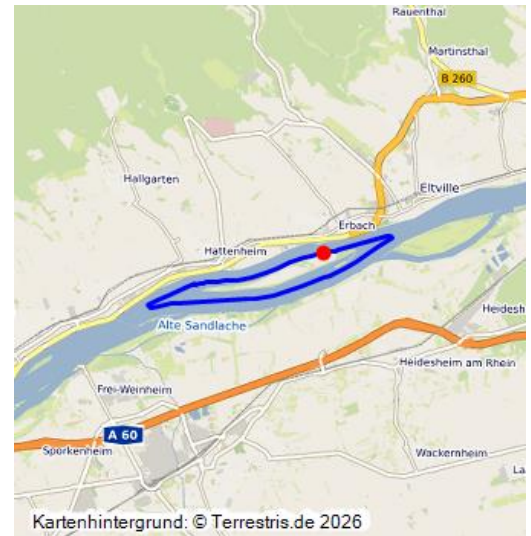 Rauenthal
Martinsthal
B 260
Hallgarten
Eltville
Erbach
Hattenheim
Alte Sandlache
Heidesh
Heidesheim am Rhein
Frei-Weinheim
A 60
Sporkenheim
Wackernheim
La
Kartenhintergrund: © Terrestris.de 2026